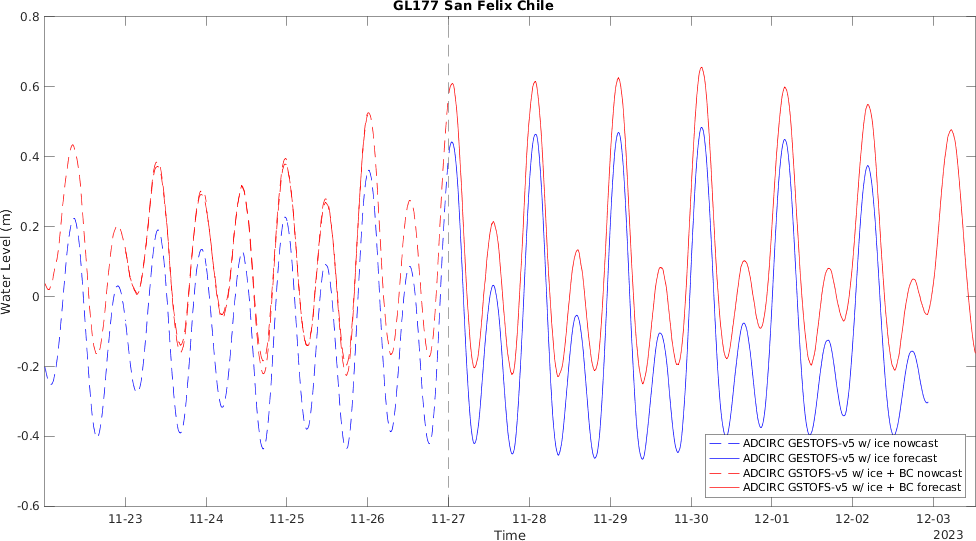 GL177 San Felix Chile
0.8
0.6
0.4
0.2
0
-0.2
-0.4
-0.6
Water Level (m)
11-23 11-24 11-25 11-26 11-27 11-28 11-29 11-30 12-01 12-02 12-03
Time
2023
ADCIRC GESTOFS-v5 w/ ice nowcast
ADCIRC GESTOFS-v5 w/ ice forecast
ADCIRC GSTOFS-v5 w/ ice + BC nowcast
ADCIRC GSTOFS-v5 w/ ice + BC forecast